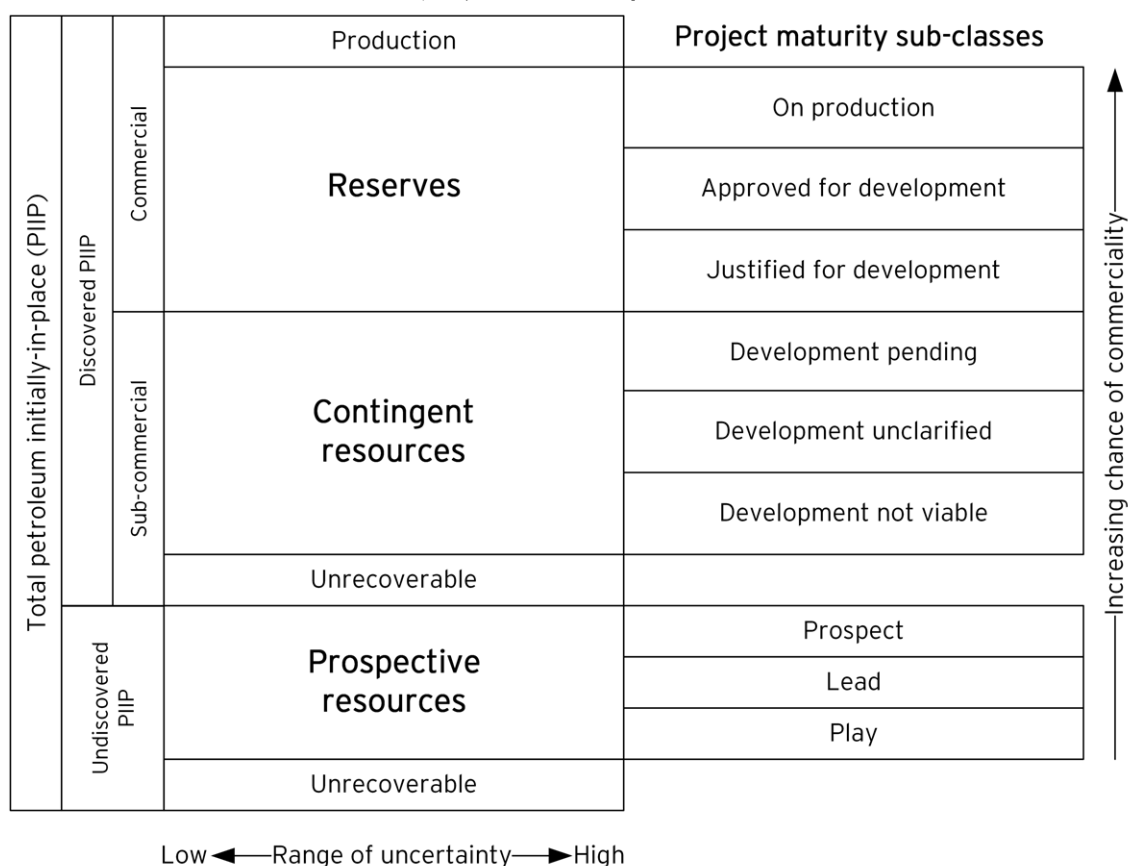 Production
Project maturity sub-classes
Total petroleum initially-in-place (PIIP)
Discovered PIIP
Commercial
Reserves
On production
Approved for development
Justified for development
Sub-commercial
Contingent
resources
Development pending
Development unclarified
Development not viable
Unrecoverable
Undiscovered
PIIP
Prospective
resources
Prospect
Lead
Play
Unrecoverable
Increasing chance of commerciality
Low
Range of uncertainty
High